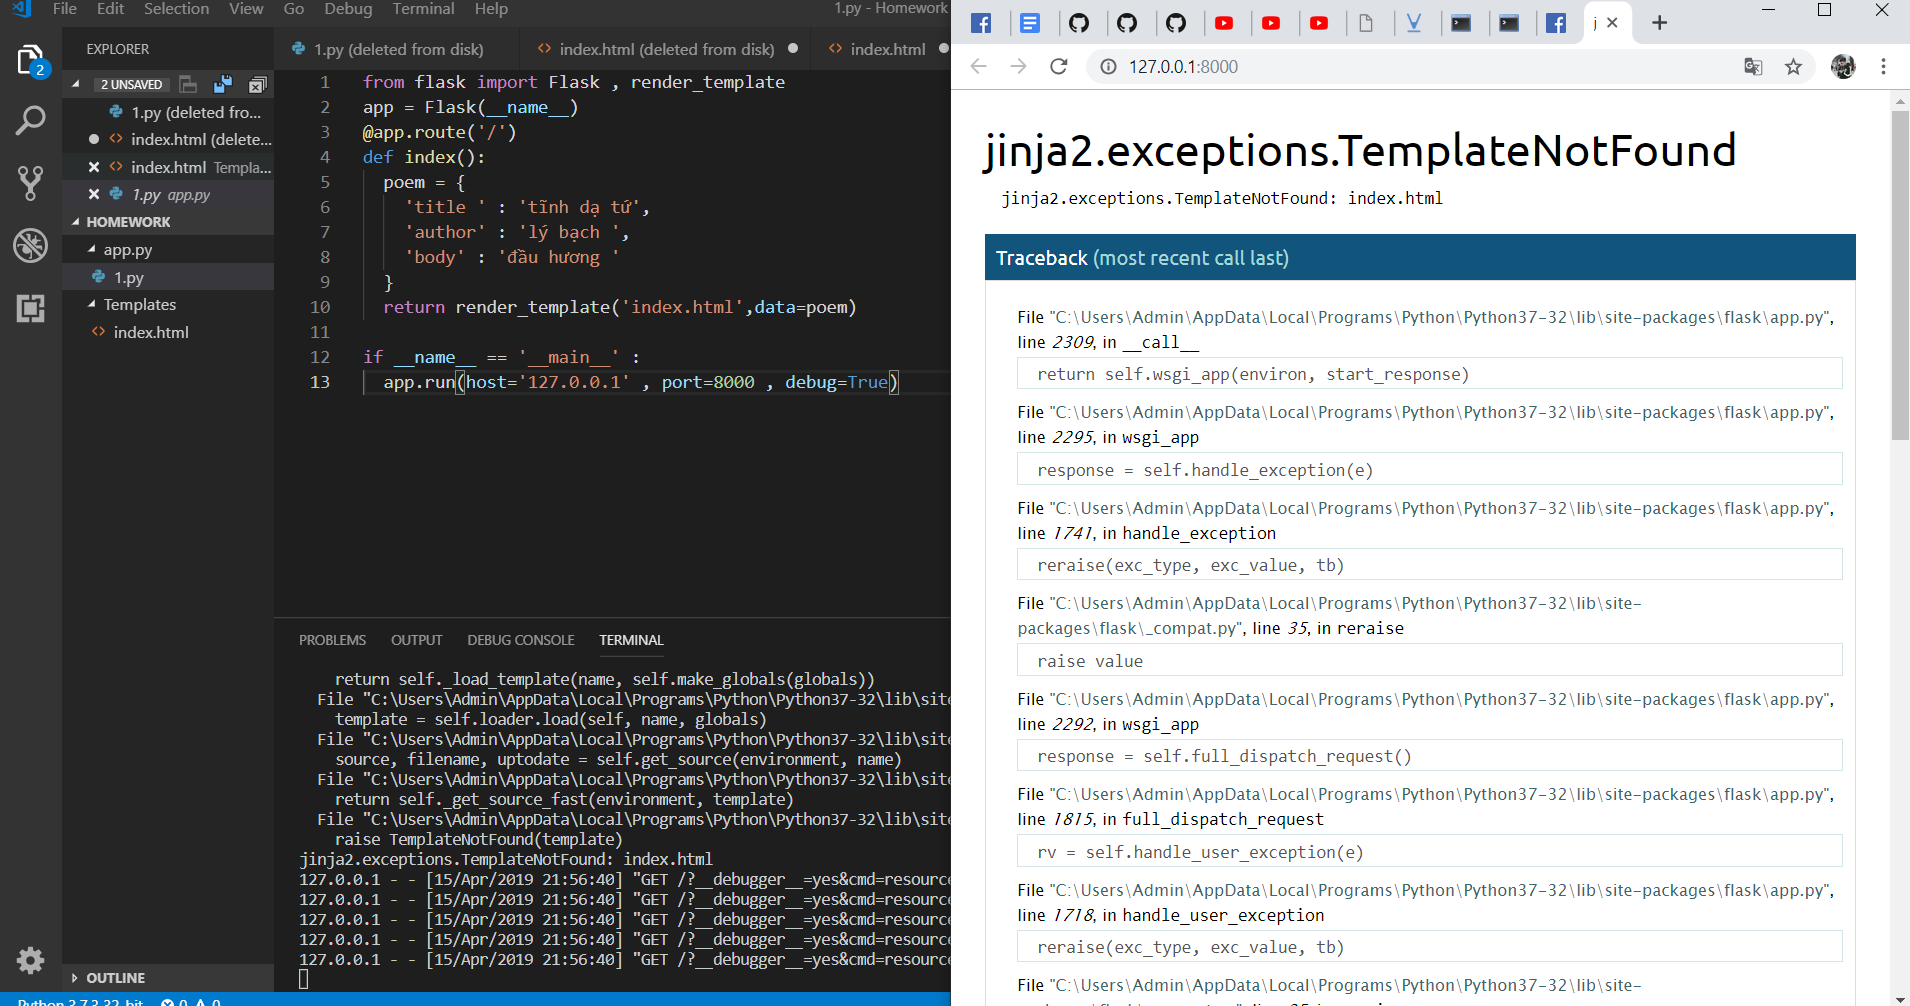 File Edit Selection View Go Debug Terminal Help
1.py - Homework
EXPLORER
2 UNSAVED
1.py (deleted fro...
index.html (delete...
index.html Templa...
1.py app.py
HOMEWORK
app.py
1.py
Templates
index.html
OUTLINE
2
1.py (deleted from disk)
index.html (deleted from disk)
index.html
1 from flask import Flask , render_template
2 app = Flask(__name__)
3 @app.route('/')
4 def index():
5 poem = {
6 'title ' : 'tĩnh dạ tứ',
7 'author' : 'lý bạch ',
8 'body' : 'đầu hương '
9 }
10 return render_template('index.html',data=poem)
11
12 if __name__ == '__main__' :
13 app.run(host='127.0.0.1' , port=8000 , debug=True)
PROBLEMS OUTPUT DEBUG CONSOLE TERMINAL
return self._load_template(name, self.make_globals(globals))
File "C:\Users\Admin\AppData\Local\Programs\Python\Python37-32\lib\site
template = self.loader.load(self, name, globals)
File "C:\Users\Admin\AppData\Local\Programs\Python\Python37-32\lib\site
source, filename, uptodate = self.get_source(environment, name)
File "C:\Users\Admin\AppData\Local\Programs\Python\Python37-32\lib\site
return self._get_source_fast(environment, template)
File "C:\Users\Admin\AppData\Local\Programs\Python\Python37-32\lib\site
raise TemplateNotFound(template)
jinja2.exceptions.TemplateNotFound: index.html
127.0.0.1 - - [15/Apr/2019 21:56:40] "GET /?__debugger__=yes&cmd=resource
127.0.0.1 - - [15/Apr/2019 21:56:40] "GET /?__debugger__=yes&cmd=resource
127.0.0.1 - - [15/Apr/2019 21:56:40] "GET /?__debugger__=yes&cmd=resource
127.0.0.1 - - [15/Apr/2019 21:56:40] "GET /?__debugger__=yes&cmd=resource
127.0.0.1 - - [15/Apr/2019 21:56:40] "GET /?__debugger__=yes&cmd=resource
Python 3.7.3 32-bit 0 0
j
127.0.0.1:8000
jinja2.exceptions.TemplateNotFound
jinja2.exceptions.TemplateNotFound: index.html
Traceback (most recent call last)
File "C:\Users\Admin\AppData\Local\Programs\Python\Python37-32\lib\site-packages\flask\app.py",
line 2309, in __call__
return self.wsgi_app(environ, start_response)
File "C:\Users\Admin\AppData\Local\Programs\Python\Python37-32\lib\site-packages\flask\app.py",
line 2295, in wsgi_app
response = self.handle_exception(e)
File "C:\Users\Admin\AppData\Local\Programs\Python\Python37-32\lib\site-packages\flask\app.py",
line 1741, in handle_exception
reraise(exc_type, exc_value, tb)
File "C:\Users\Admin\AppData\Local\Programs\Python\Python37-32\lib\site-
packages\flask\_compat.py", line 35, in reraise
raise value
File "C:\Users\Admin\AppData\Local\Programs\Python\Python37-32\lib\site-packages\flask\app.py",
line 2292, in wsgi_app
response = self.full_dispatch_request()
File "C:\Users\Admin\AppData\Local\Programs\Python\Python37-32\lib\site-packages\flask\app.py",
line 1815, in full_dispatch_request
rv = self.handle_user_exception(e)
File "C:\Users\Admin\AppData\Local\Programs\Python\Python37-32\lib\site-packages\flask\app.py",
line 1718, in handle_user_exception
reraise(exc_type, exc_value, tb)
File "C:\Users\Admin\AppData\Local\Programs\Python\Python37-32\lib\site-